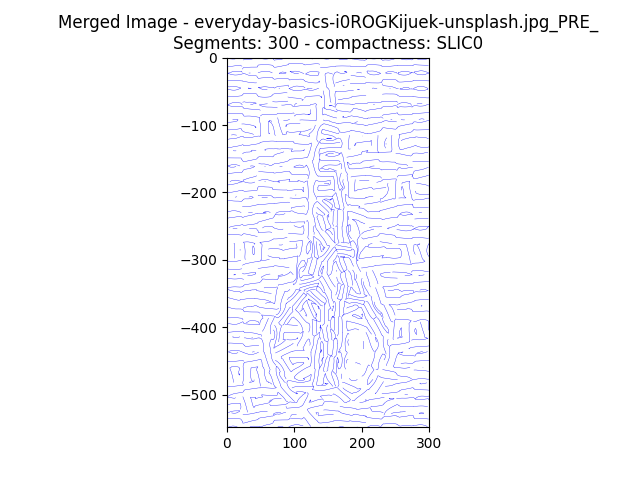 Merged Image - everyday-basics-i0ROGKijuek-unsplash.jpg_PRE_
Segments: 300 - compactness: SLIC0
0
−100
−200
−300
−400
−500
0 100 200 300